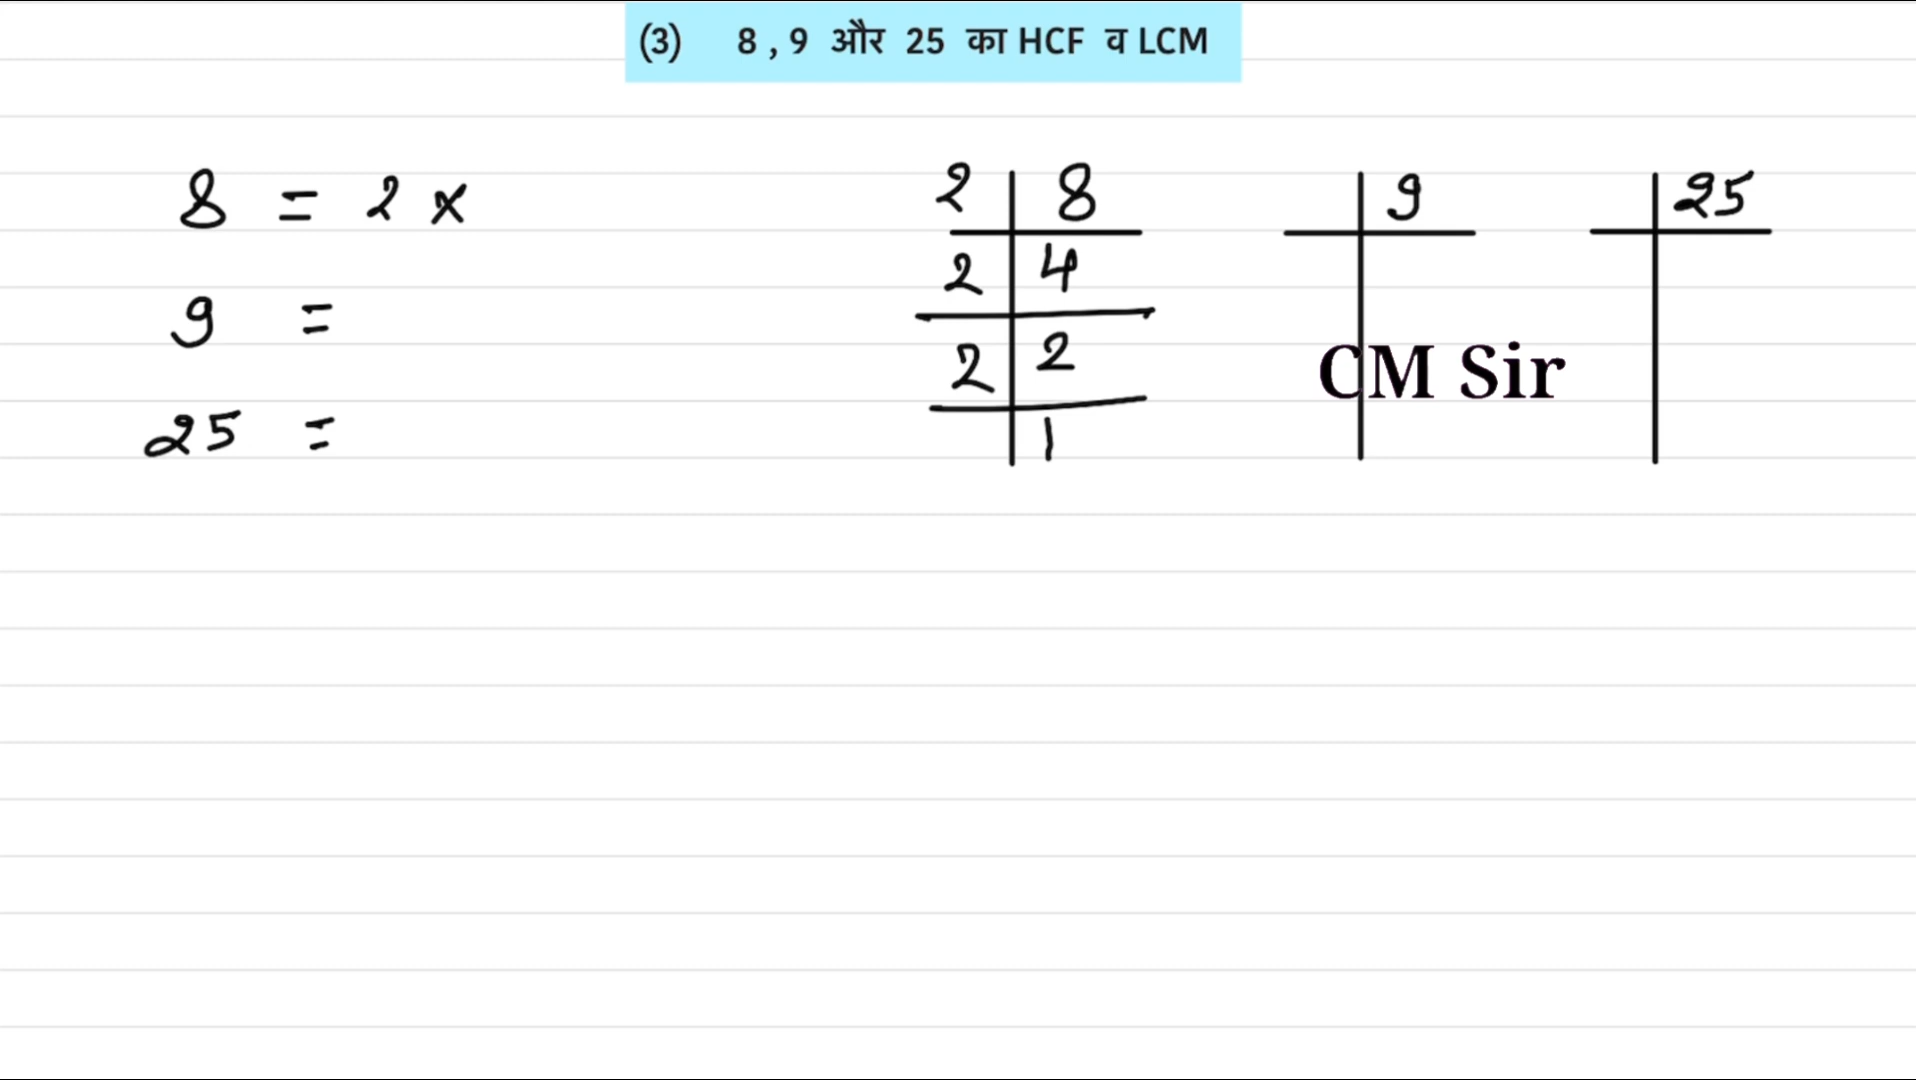 (3) 8 , 9 और 25 का HCF व LCM
8 = 2 ×
9 =
25 =
2 | 8
2 | 4
2 | 2
1
9
25
CM Sir